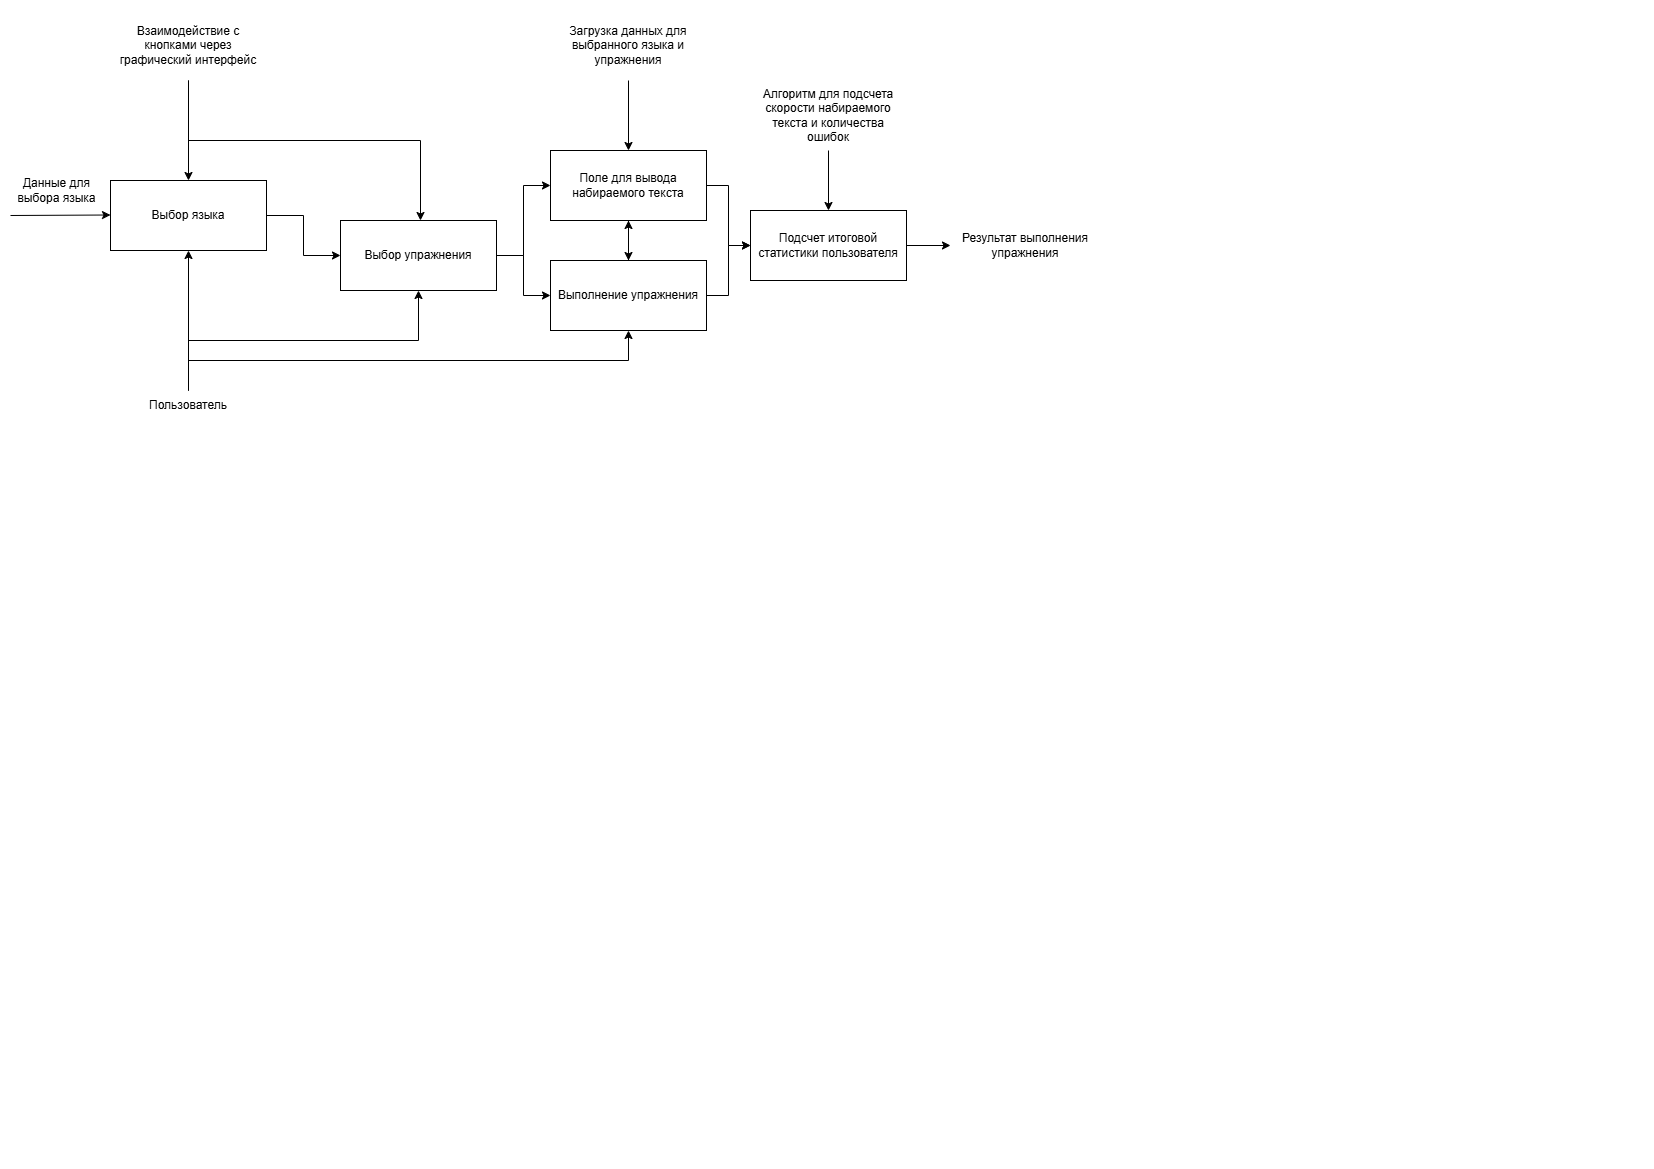 Взаимодействие с
кнопками через
графический интерфейс
Загрузка данных для
выбранного языка и
упражнения
Алгоритм для подсчета
скорости набираемого
текста и количества
ошибок
Данные для
выбора языка
Выбор языка
Выбор упражнения
Поле для вывода
набираемого текста
Выполнение упражнения
Подсчет итоговой
статистики пользователя
Результат выполнения
упражнения
Пользователь